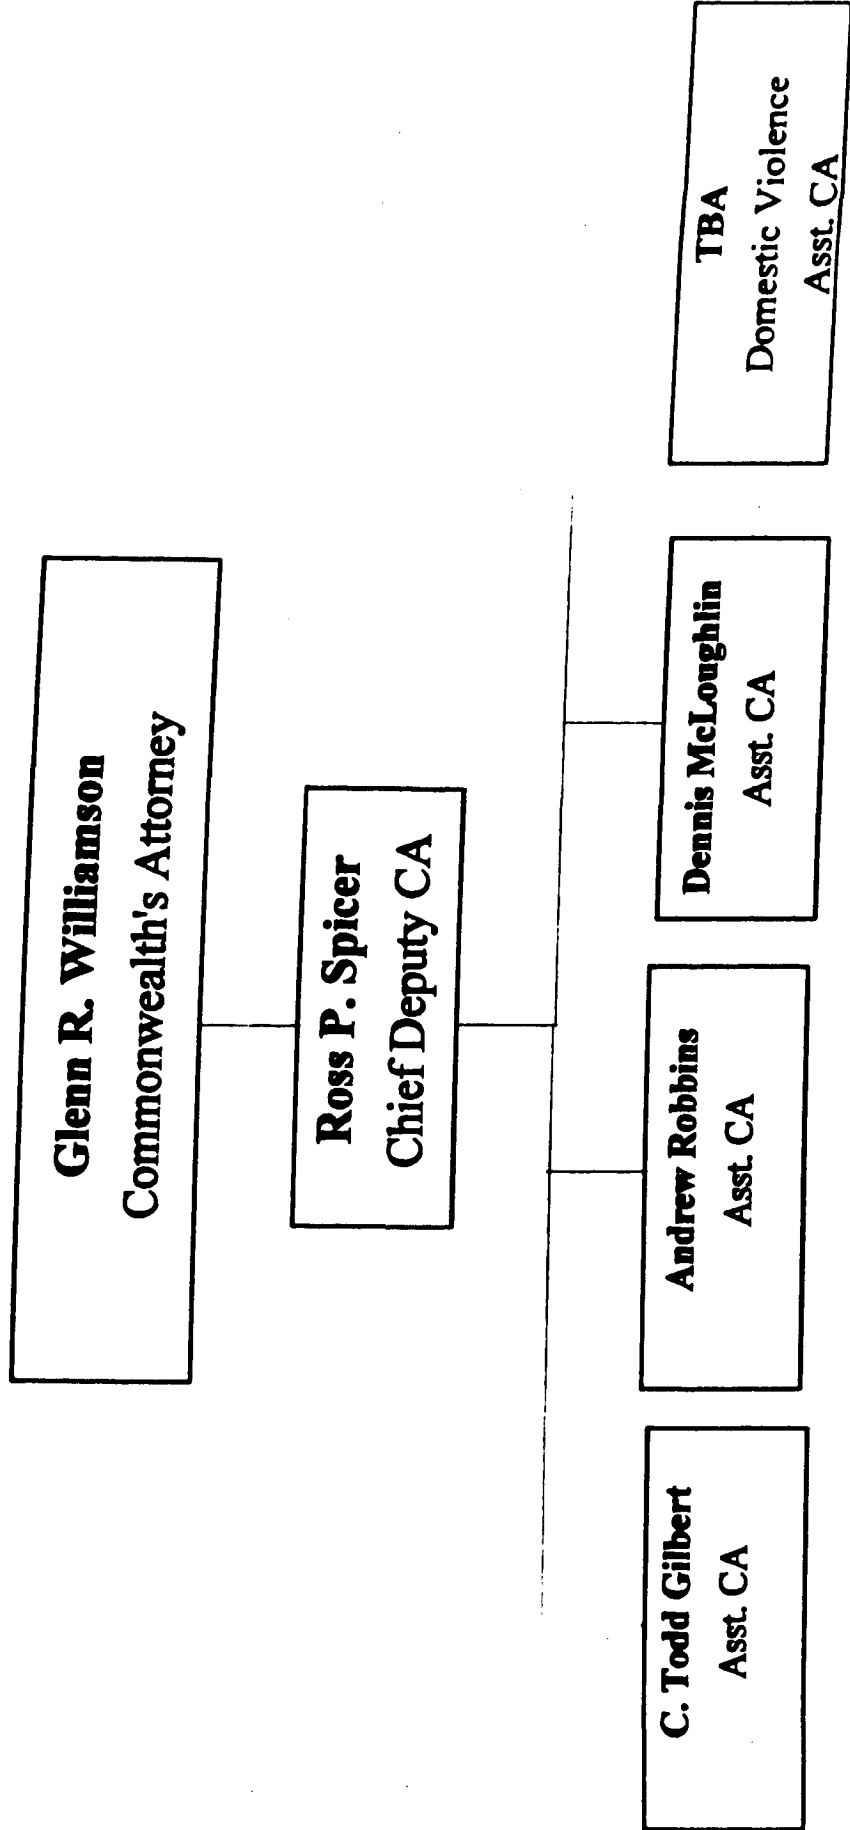 Glenn R. Williamson
Commonwealth's Attorney
Ross P. Spicer
Chief Deputy CA
C. Todd Gilbert
Asst. CA
Andrew Robbins
Asst. CA
Dennis McLoughlin
Asst. CA
TBA
Domestic Violence
Asst. CA